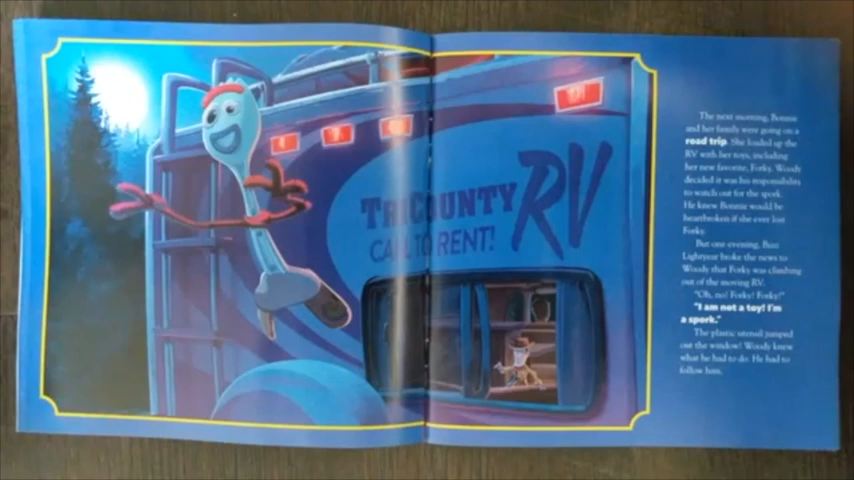 TRI COUNTY
RV
CALL TO RENT!
The next morning, Bonnie
and her family were going on a
road trip. She loaded up the
RV with her toys, including
her new favorite, Forky. Woody
decided it was his responsibility
to watch out for the spork.
He knew Bonnie would be
heartbroken if she ever lost
Forky.
But one evening, Buzz
Lightyear broke the news to
Woody that Forky was climbing
out of the moving RV.
"Oh, no! Forky! Forky!"
"I am not a toy! I'm
a spork."
The plastic utensil jumped
out the window! Woody knew
what he had to do. He had to
follow him.